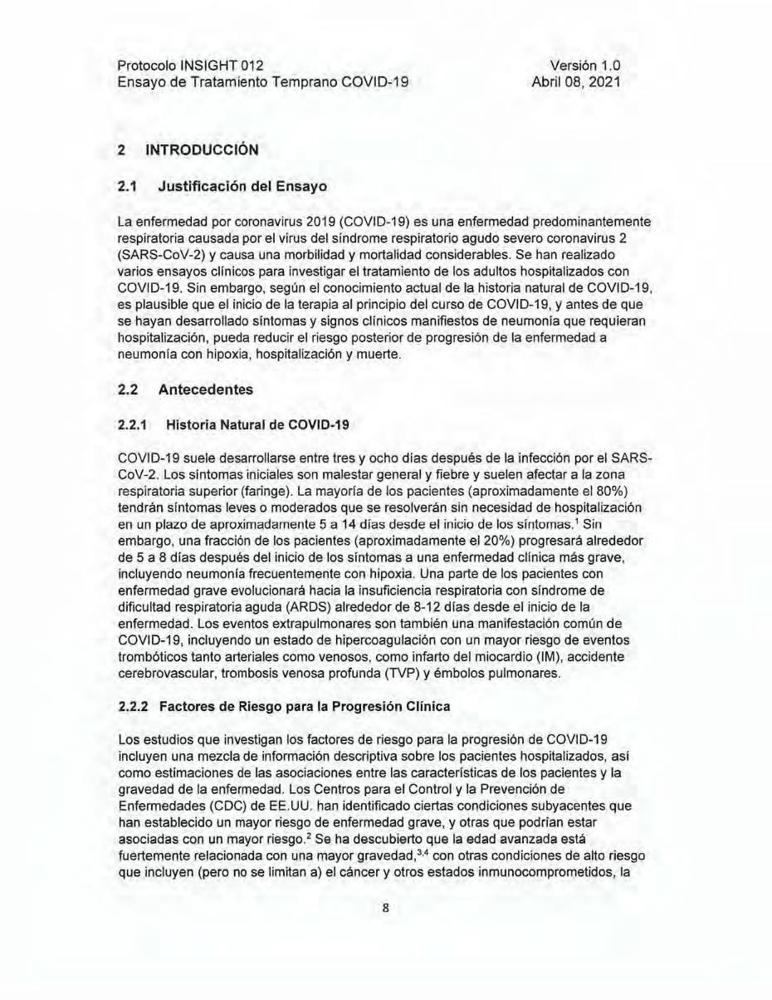 Protocolo INSIGHT 012 Versión 1.0
Ensayo de Tratamiento Temprano COVID-19 Abril 08, 2021
2 INTRODUCCIÓN
2.1 Justificación del Ensayo
La enfermedad por coronavirus 2019 (COVID-19) es una enfermedad predominantemente
respiratoria causada por el virus del síndrome respiratorio agudo severo coronavirus 2
(SARS-CoV-2) y causa una morbilidad y mortalidad considerables. Se han realizado
varios ensayos clínicos para investigar el tratamiento de los adultos hospitalizados con
COVID-19. Sin embargo, según el conocimiento actual de la historia natural de COVID-19,
es plausible que el inicio de la terapia al principio del curso de COVID-19, y antes de que
se hayan desarrollado síntomas y signos clínicos manifiestos de neumonía que requieran
hospitalización, pueda reducir el riesgo posterior de progresión de la enfermedad a
neumonía con hipoxia, hospitalización y muerte.
2.2 Antecedentes
2.2.1 Historia Natural de COVID-19
COVID-19 suele desarrollarse entre tres y ocho días después de la infección por el SARS-
CoV-2. Los síntomas iniciales son malestar general y fiebre y suelen afectar a la zona
respiratoria superior (faringe). La mayoría de los pacientes (aproximadamente el 80%)
tendrán síntomas leves o moderados que se resolverán sin necesidad de hospitalización
en un plazo de aproximadamente 5 a 14 días desde el inicio de los síntomas.¹ Sin
embargo, una fracción de los pacientes (aproximadamente el 20%) progresará alrededor
de 5 a 8 días después del inicio de los síntomas a una enfermedad clínica más grave,
incluyendo neumonía frecuentemente con hipoxia. Una parte de los pacientes con
enfermedad grave evolucionará hacia la insuficiencia respiratoria con síndrome de
dificultad respiratoria aguda (ARDS) alrededor de 8-12 días desde el inicio de la
enfermedad. Los eventos extrapulmonares son también una manifestación común de
COVID-19, incluyendo un estado de hipercoagulación con un mayor riesgo de eventos
trombóticos tanto arteriales como venosos, como infarto del miocardio (IM), accidente
cerebrovascular, trombosis venosa profunda (TVP) y émbolos pulmonares.
2.2.2 Factores de Riesgo para la Progresión Clínica
Los estudios que investigan los factores de riesgo para la progresión de COVID-19
incluyen una mezcla de información descriptiva sobre los pacientes hospitalizados, así
como estimaciones de las asociaciones entre las características de los pacientes y la
gravedad de la enfermedad. Los Centros para el Control y la Prevención de
Enfermedades (CDC) de EE.UU. han identificado ciertas condiciones subyacentes que
han establecido un mayor riesgo de enfermedad grave, y otras que podrían estar
asociadas con un mayor riesgo.² Se ha descubierto que la edad avanzada está
fuertemente relacionada con una mayor gravedad,³,⁴ con otras condiciones de alto riesgo
que incluyen (pero no se limitan a) el cáncer y otros estados inmunocomprometidos, la
8